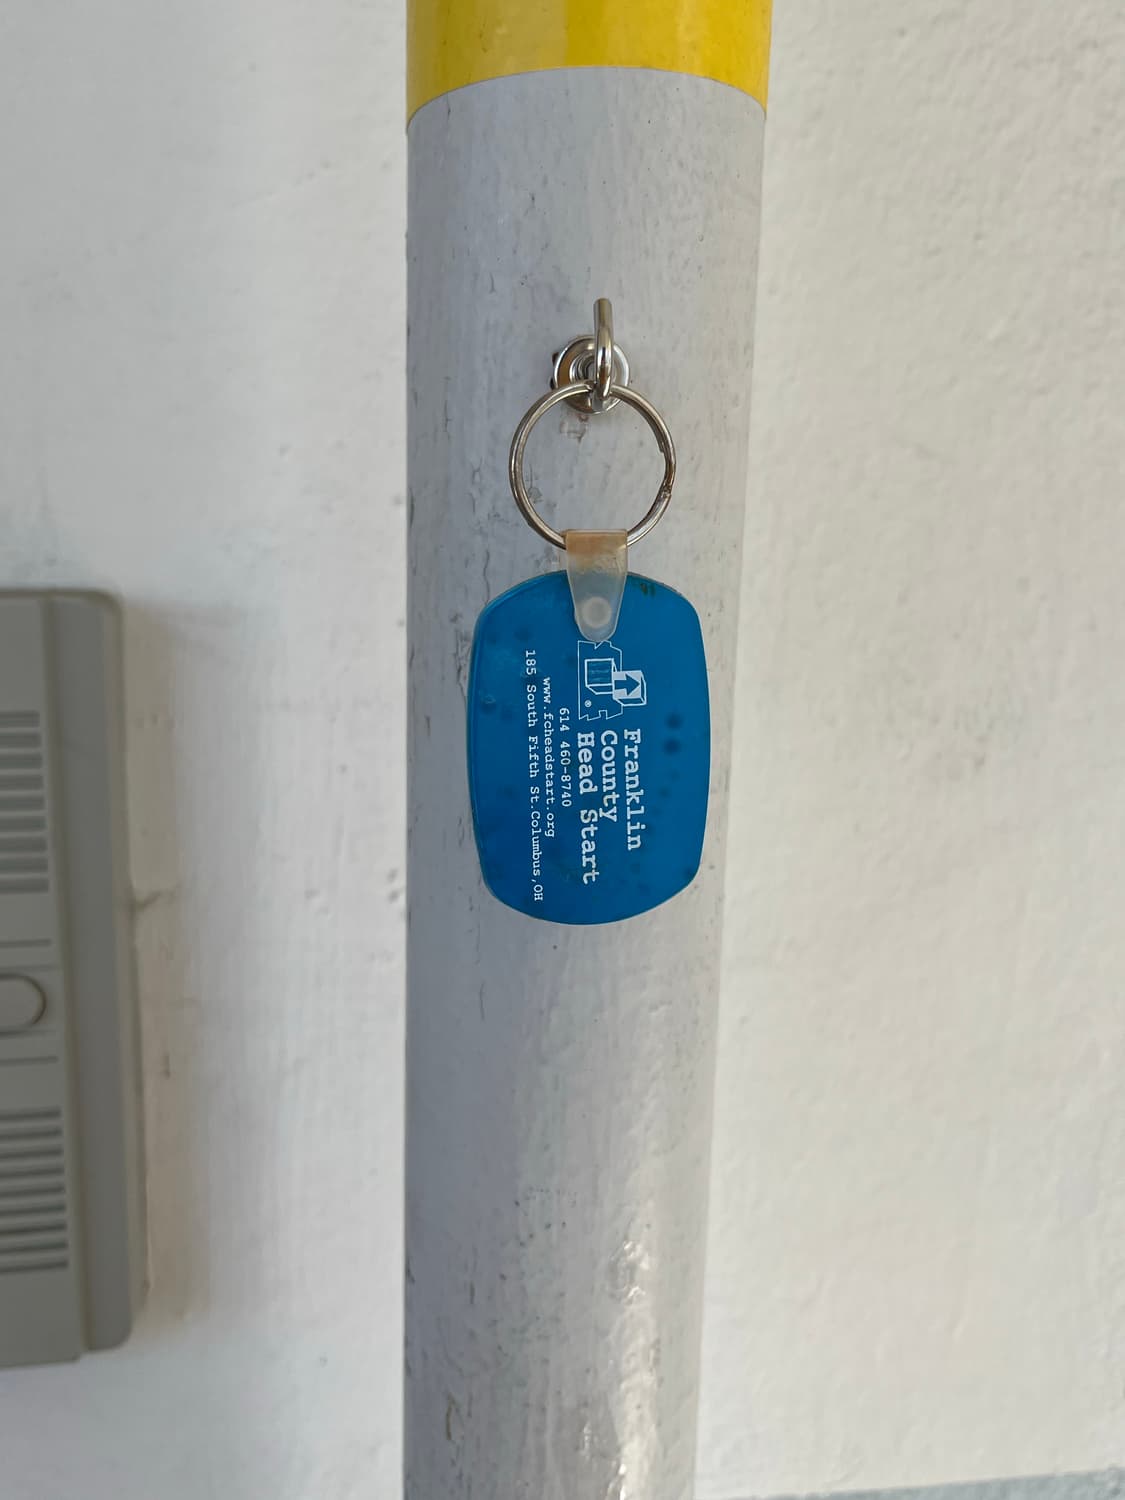 Franklin
County
Head Start
614 460-8740
www.fcheadstart.org
185 South Fifth St.Columbus,OH
®